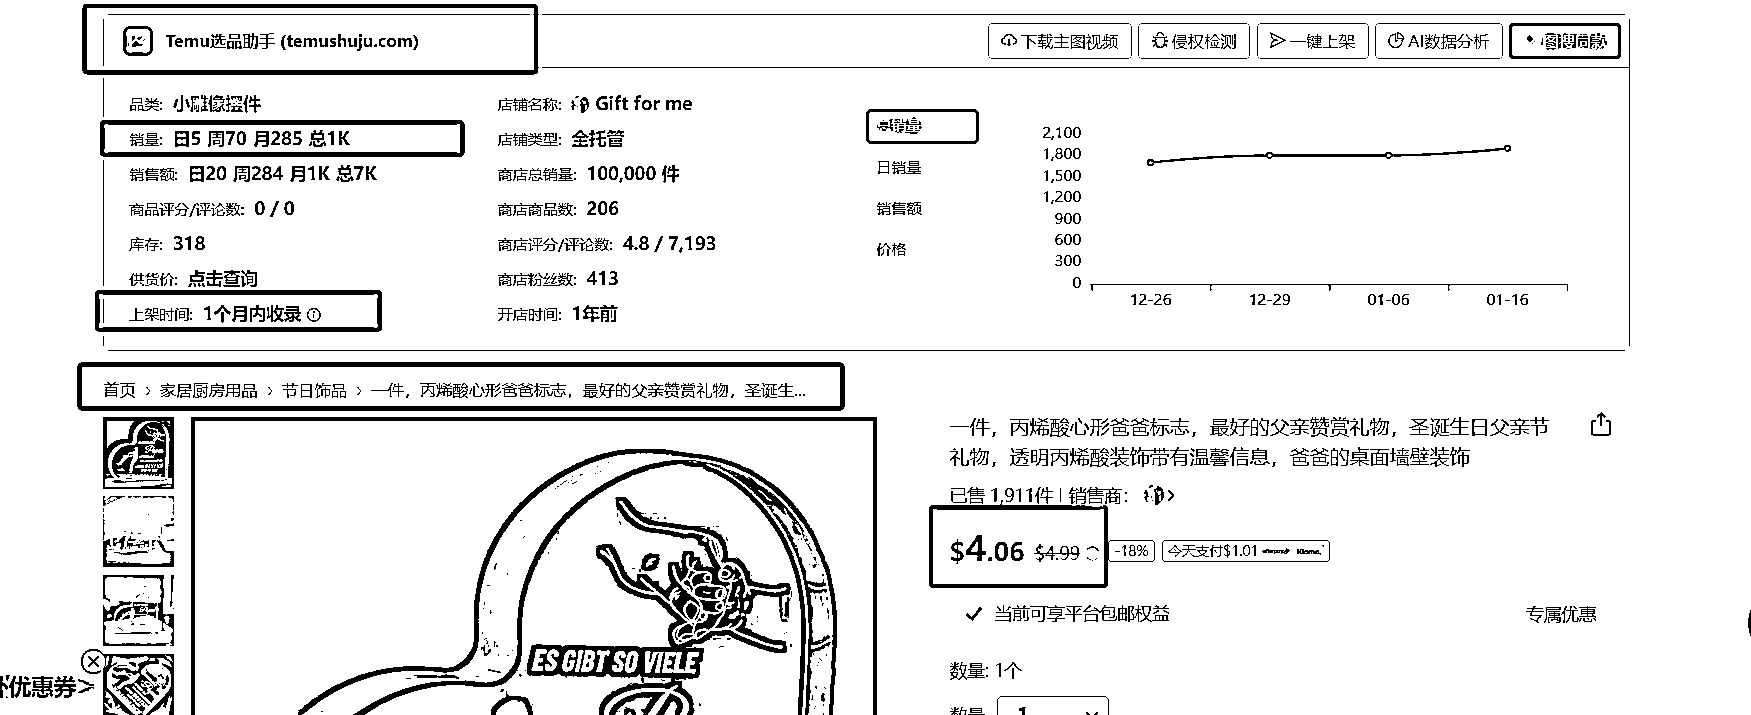 Temu选品助手 (temushuju.com)
下载主图视频
侵权检测
一键上架
AI数据分析
图搜同款
品类: 小雕像摆件
店铺名称: Gift for me
销量: 日5 周70 月285 总1K
店铺类型: 全托管
销售额: 日20 周284 月1K 总7K
商店总销量: 100,000 件
商品评分/评论数: 0 / 0
商店商品数: 206
库存: 318
商店评分/评论数: 4.8 / 7,193
供货价: 点击查询
商店粉丝数: 413
上架时间: 1个月内收录
开店时间: 1年前
总销量
日销量
销售额
价格
2,100
1,800
1,500
1,200
900
600
300
0
12-26
12-29
01-06
01-16
首页 › 家居厨房用品 › 节日饰品 › 一件，丙烯酸心形爸爸标志，最好的父亲赞赏礼物，圣诞生...
一件，丙烯酸心形爸爸标志，最好的父亲赞赏礼物，圣诞生日父亲节
礼物，透明丙烯酸装饰带有温馨信息，爸爸的桌面墙壁装饰
已售 1,911件 | 销售商:
$4.06 $4.99 -18% 今天支付$1.01 Klarna.
当前可享平台包邮权益
专属优惠
数量: 1个
数量: 1
ES GIBT SO VIELE
优惠券>